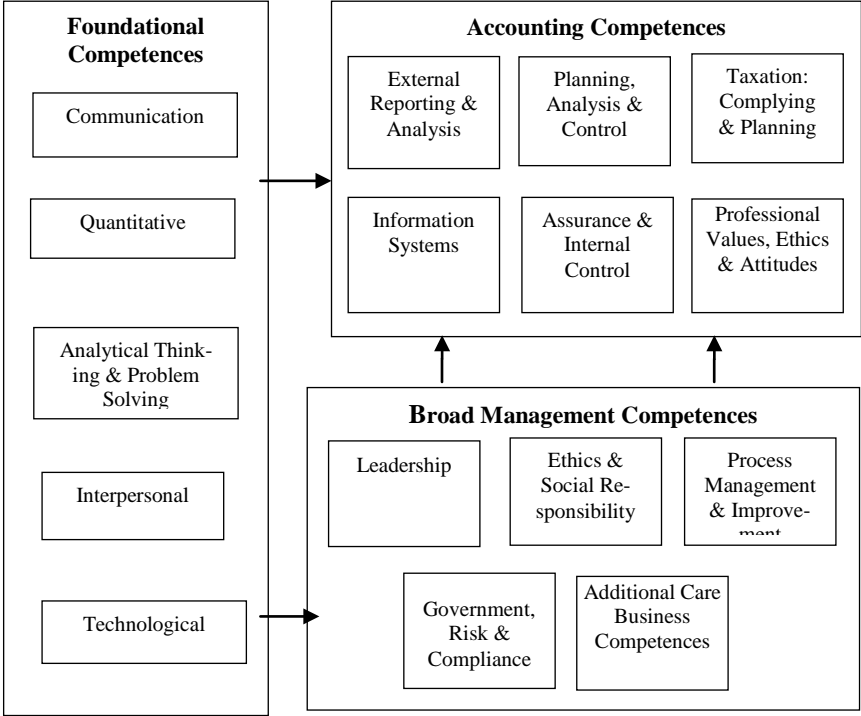 Foundational
Competences
Communication
Quantitative
Analytical Think-
ing & Problem
Solving
Interpersonal
Technological
Accounting Competences
External
Reporting &
Analysis
Planning,
Analysis &
Control
Taxation:
Complying
& Planning
Information
Systems
Assurance &
Internal
Control
Professional
Values, Ethics
& Attitudes
Broad Management Competences
Leadership
Ethics &
Social Re-
sponsibility
Process
Management
& Improve-
ment
Government,
Risk &
Compliance
Additional Care
Business
Competences